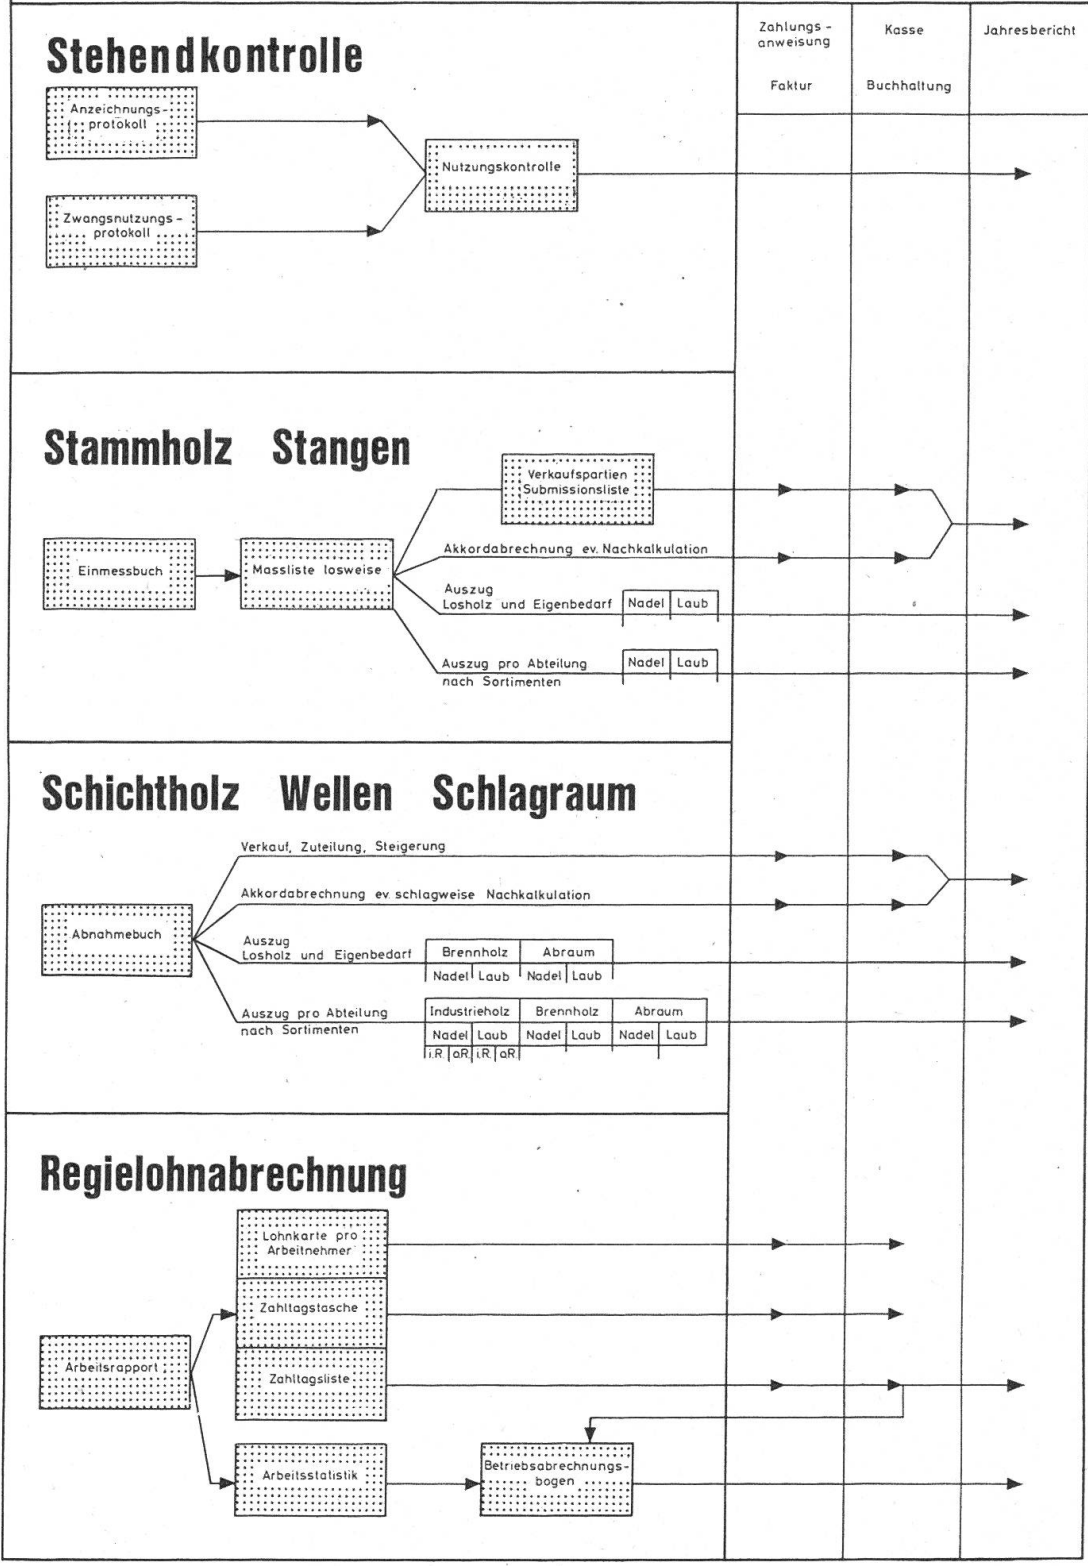 Zahlungs-
anweisung
Faktur
Kasse
Buchhaltung
Jahresbericht
Stehendkontrolle
Anzeichnungs-
protokoll
Nutzungskontrolle
Zwangsnutzungs-
protokoll
Stammholz Stangen
Verkaufspartien
Submissionsliste
Akkordabrechnung ev. Nachkalkulation
Einmessbuch
Massliste losweise
Auszug
Losholz und Eigenbedarf
Nadel Laub
Auszug pro Abteilung
nach Sortimenten
Nadel Laub
Schichtholz Wellen Schlagraum
Verkauf, Zuteilung, Steigerung
Akkordabrechnung ev. schlagweise Nachkalkulation
Abnahmebuch
Auszug
Losholz und Eigenbedarf
Brennholz Abraum
Nadel Laub Nadel Laub
Auszug pro Abteilung
nach Sortimenten
Industrieholz Brennholz Abraum
Nadel Laub Nadel Laub Nadel Laub
i.R. aR. i.R. aR.
Regielohnabrechnung
Lohnkarte pro
Arbeitnehmer
Zahltagstasche
Arbeitsrapport
Zahltagsliste
Arbeitsstatistik
Betriebsabrechnungs-
bogen